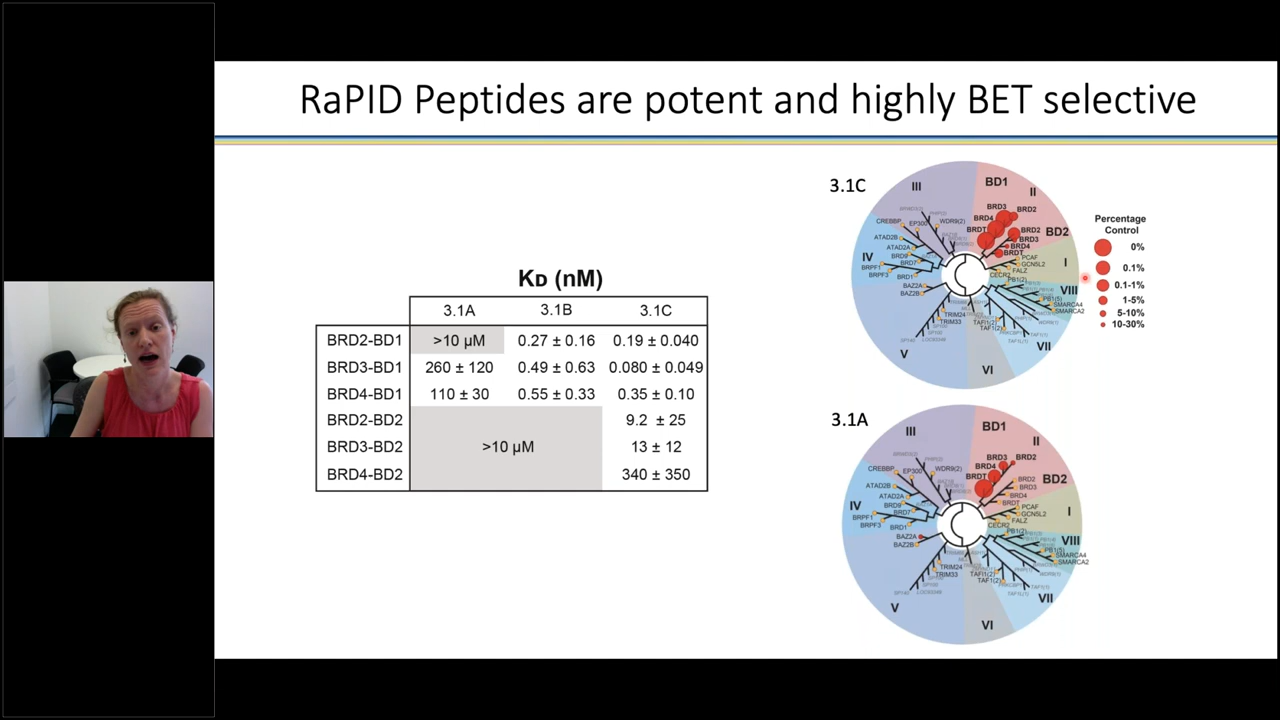 RaPID Peptides are potent and highly BET selective
KD (nM)
3.1A 3.1B 3.1C
BRD2-BD1 >10 µM 0.27 ± 0.16 0.19 ± 0.040
BRD3-BD1 260 ± 120 0.49 ± 0.63 0.080 ± 0.049
BRD4-BD1 110 ± 30 0.55 ± 0.33 0.35 ± 0.10
BRD2-BD2 9.2 ± 25
BRD3-BD2 >10 µM 13 ± 12
BRD4-BD2 340 ± 350
3.1C
III
BD1
II
BRD3
BRD2
BRD4
BRDT
BRD2
BRD3
BRD4
BRDT
BD2
CREBBP
EP300
WDR9(2)
ATAD2B
ATAD2A
BRD9
BRD7
IV
BRPF1
BRPF3
BRD1
BAZ2A
BAZ2B
PCAF
GCN5L2
FALZ
CECR2
PB1(2)
I
VIII
PB1(5)
SMARCA4
SMARCA2
TRIM24
TRIM33
TAF1(2)
V
VI
VII
Percentage
Control
0%
0.1%
0.1-1%
1-5%
5-10%
10-30%
3.1A
III
BD1
II
BRD3
BRD2
BRD4
BRDT
BRD2
BRD3
BRD4
BRDT
BD2
CREBBP
EP300
WDR9(2)
ATAD2B
ATAD2A
BRD9
BRD7
IV
BRPF1
BRPF3
BRD1
BAZ2A
BAZ2B
PCAF
GCN5L2
FALZ
CECR2
PB1(2)
I
VIII
PB1(5)
SMARCA4
SMARCA2
TRIM24
TRIM33
TAF1(2)
V
VI
VII